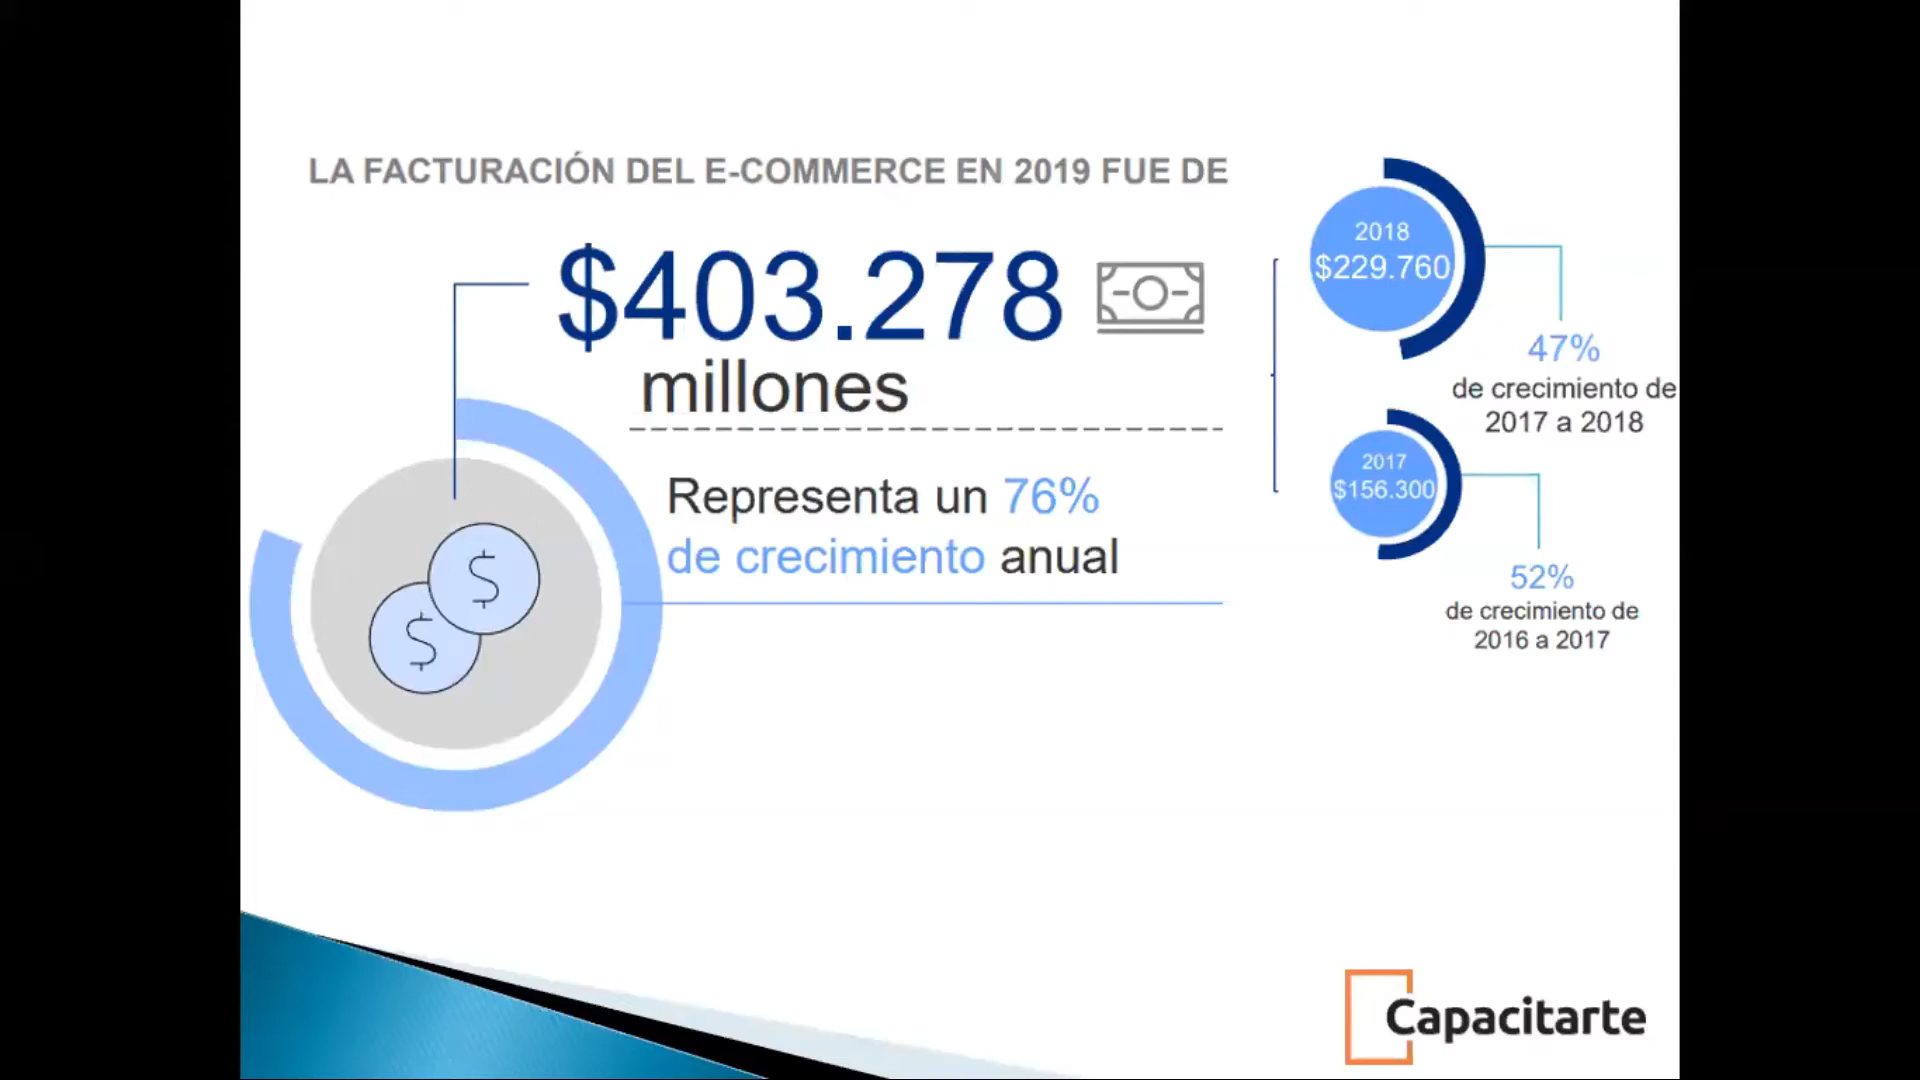 LA FACTURACIÓN DEL E-COMMERCE EN 2019 FUE DE
$403.278
millones
Representa un 76%
de crecimiento anual
2018
$229.760
47%
de crecimiento de
2017 a 2018
2017
$156.300
52%
de crecimiento de
2016 a 2017
$
$
Capacitarte